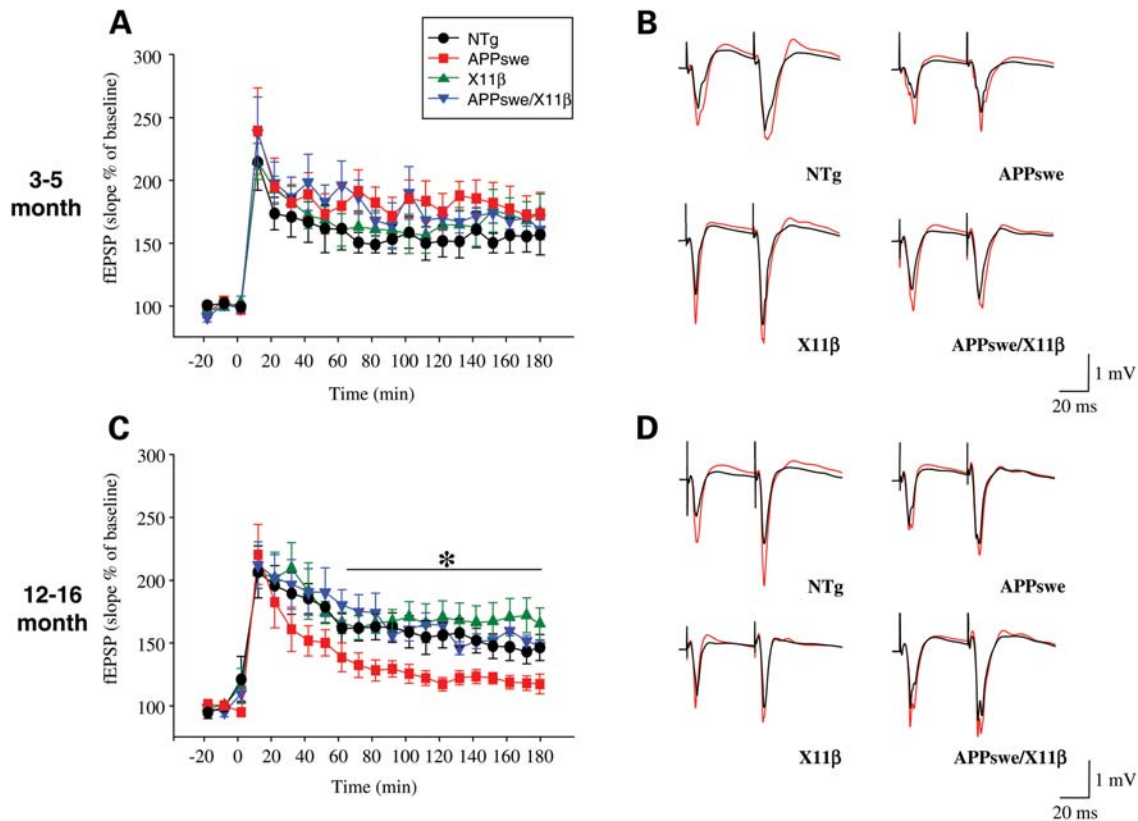 A
B
3-5
month
fEPSP (slope % of baseline)
300
250
200
150
100
-20 0 20 40 60 80 100 120 140 160 180
Time (min)
NTg
APPswe
X11β
APPswe/X11β
NTg
APPswe
X11β
APPswe/X11β
1 mV
20 ms
C
D
12-16
month
fEPSP (slope % of baseline)
300
250
200
150
100
*
-20 0 20 40 60 80 100 120 140 160 180
Time (min)
NTg
APPswe
X11β
APPswe/X11β
1 mV
20 ms